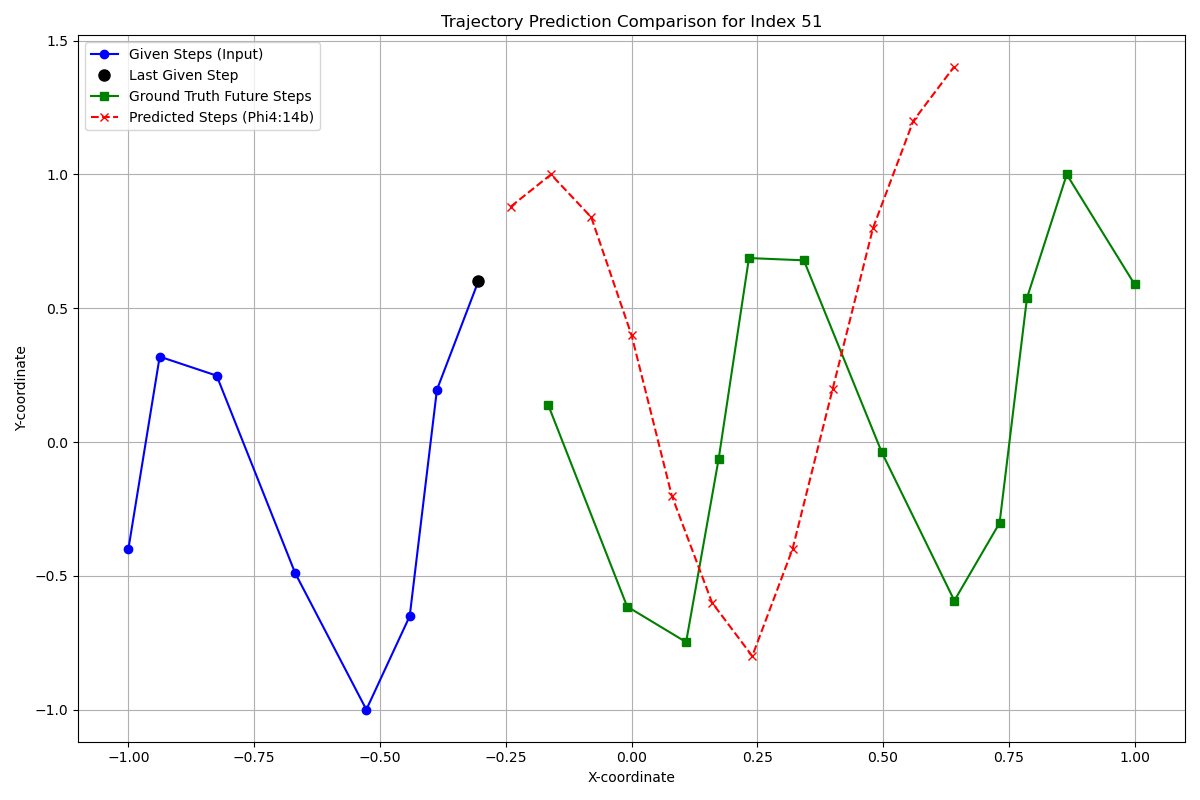 Trajectory Prediction Comparison for Index 51
Given Steps (Input)
Last Given Step
Ground Truth Future Steps
Predicted Steps (Phi4:14b)
Y-coordinate
1.5
1.0
0.5
0.0
−0.5
−1.0
−1.00 −0.75 −0.50 −0.25 0.00 0.25 0.50 0.75 1.00
X-coordinate